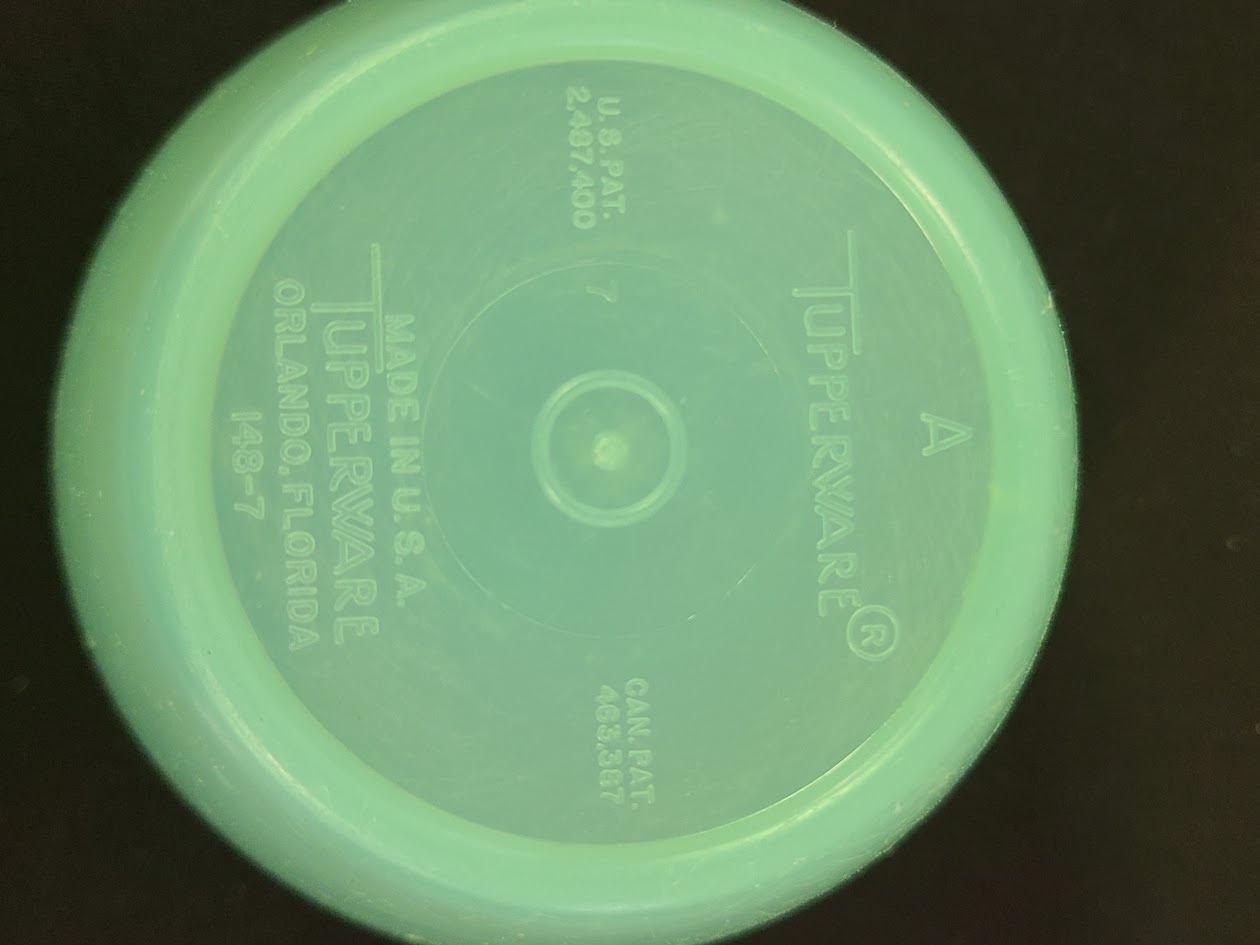 A
TUPPERWARE®
U.S.PAT.
2,487,400
7
CAN.PAT.
463,387
MADE IN U.S.A.
TUPPERWARE
ORLANDO, FLORIDA
148-7